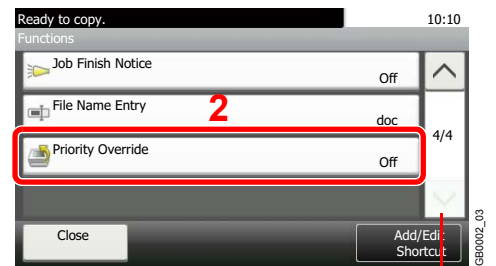 Ready to copy. 10:10
Functions
Job Finish Notice
Off
File Name Entry
2
doc
4/4
Priority Override
Off
Close
Add/Edit
Shortcut
GB0002_03